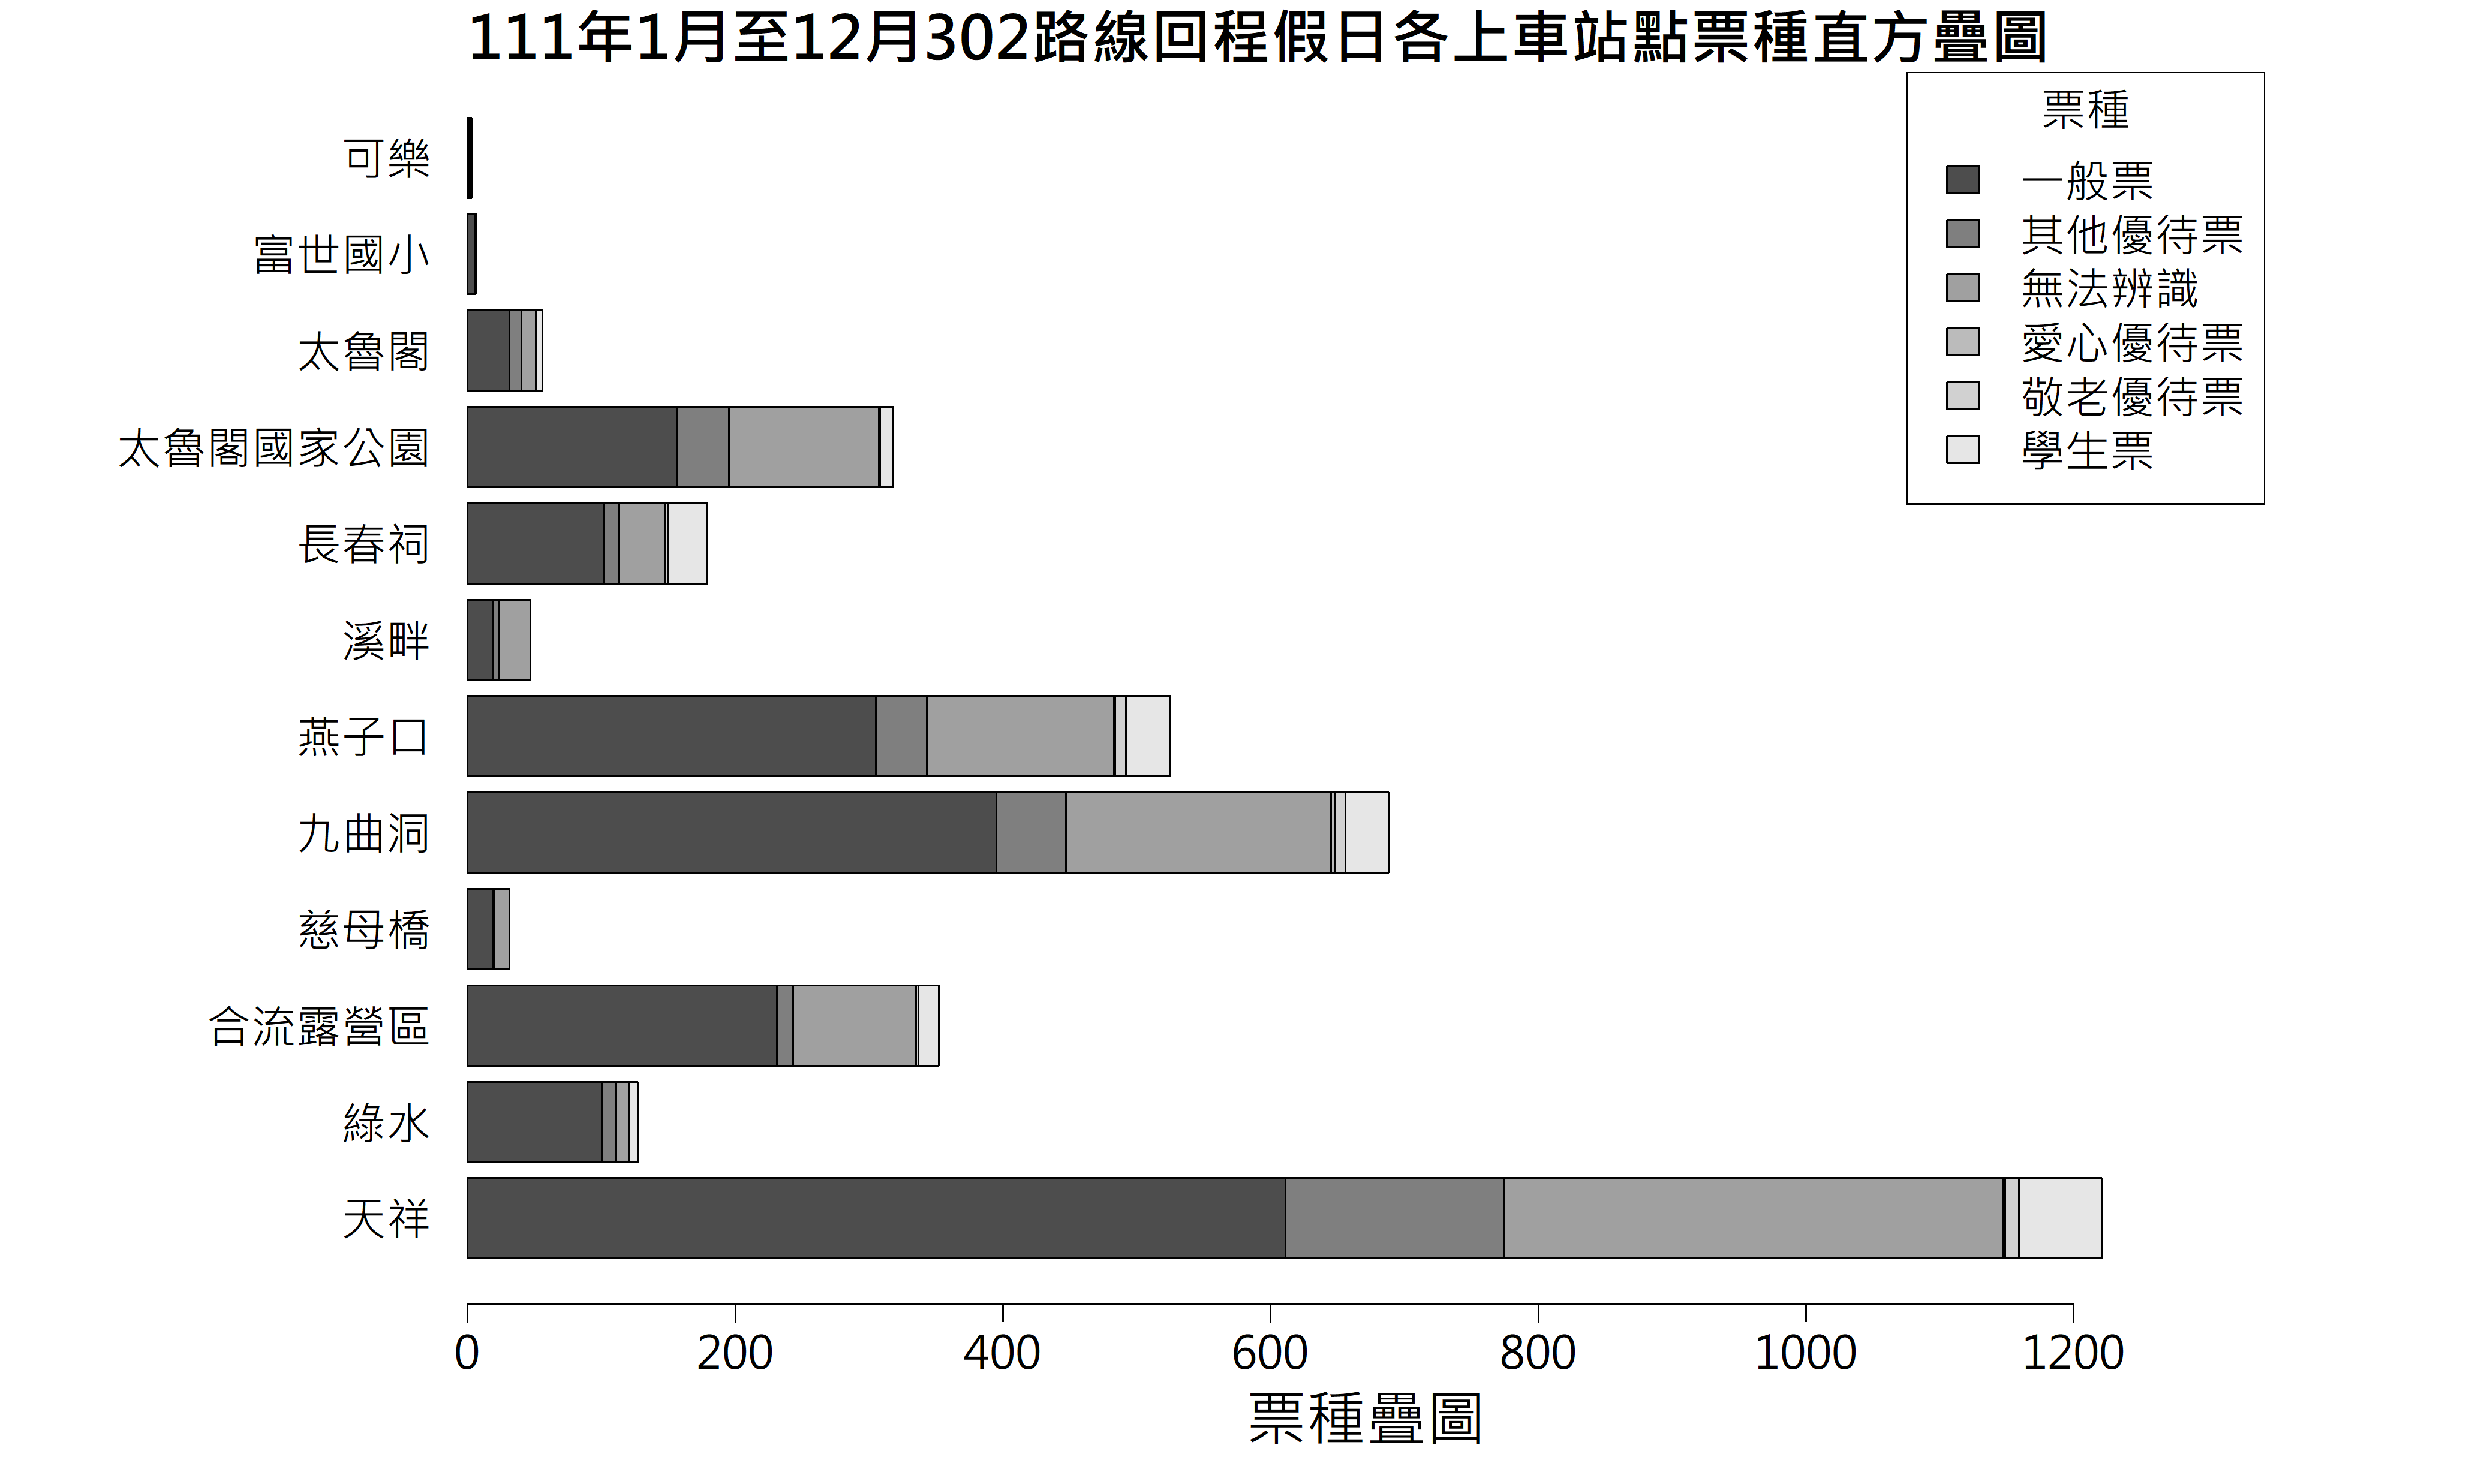 111年1月至12月302路線回程假日各上車站點票種直方疊圖
票種
一般票
其他優待票
無法辨識
愛心優待票
敬老優待票
學生票
可樂
富世國小
太魯閣
太魯閣國家公園
長春祠
溪畔
燕子口
九曲洞
慈母橋
合流露營區
綠水
天祥
0 200 400 600 800 1000 1200
票種疊圖